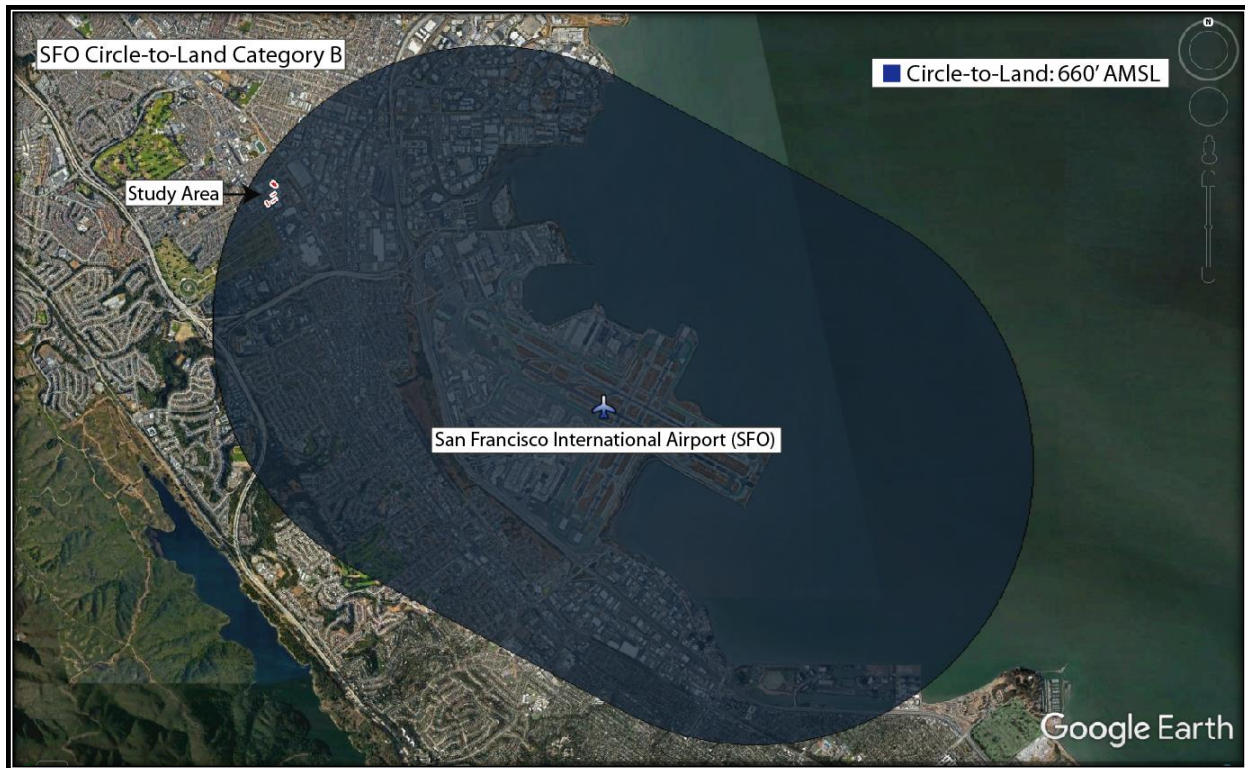 SFO Circle-to-Land Category B
Circle-to-Land: 660' AMSL
N
Study Area
San Francisco International Airport (SFO)
Google Earth